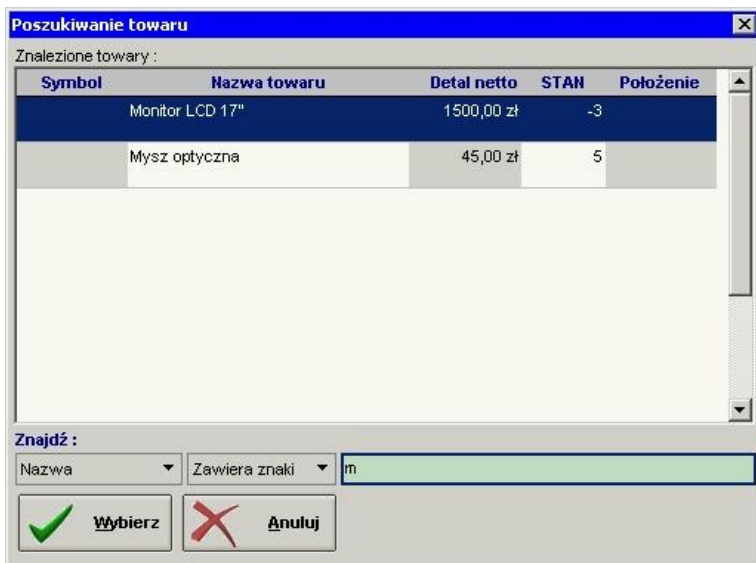 Poszukiwanie towaru
Znalezione towary :
Symbol Nazwa towaru Detal netto STAN Położenie
Monitor LCD 17" 1500,00 zł -3
Mysz optyczna 45,00 zł 5
Znajdź :
Nazwa Zawiera znaki m
Wybierz Anuluj